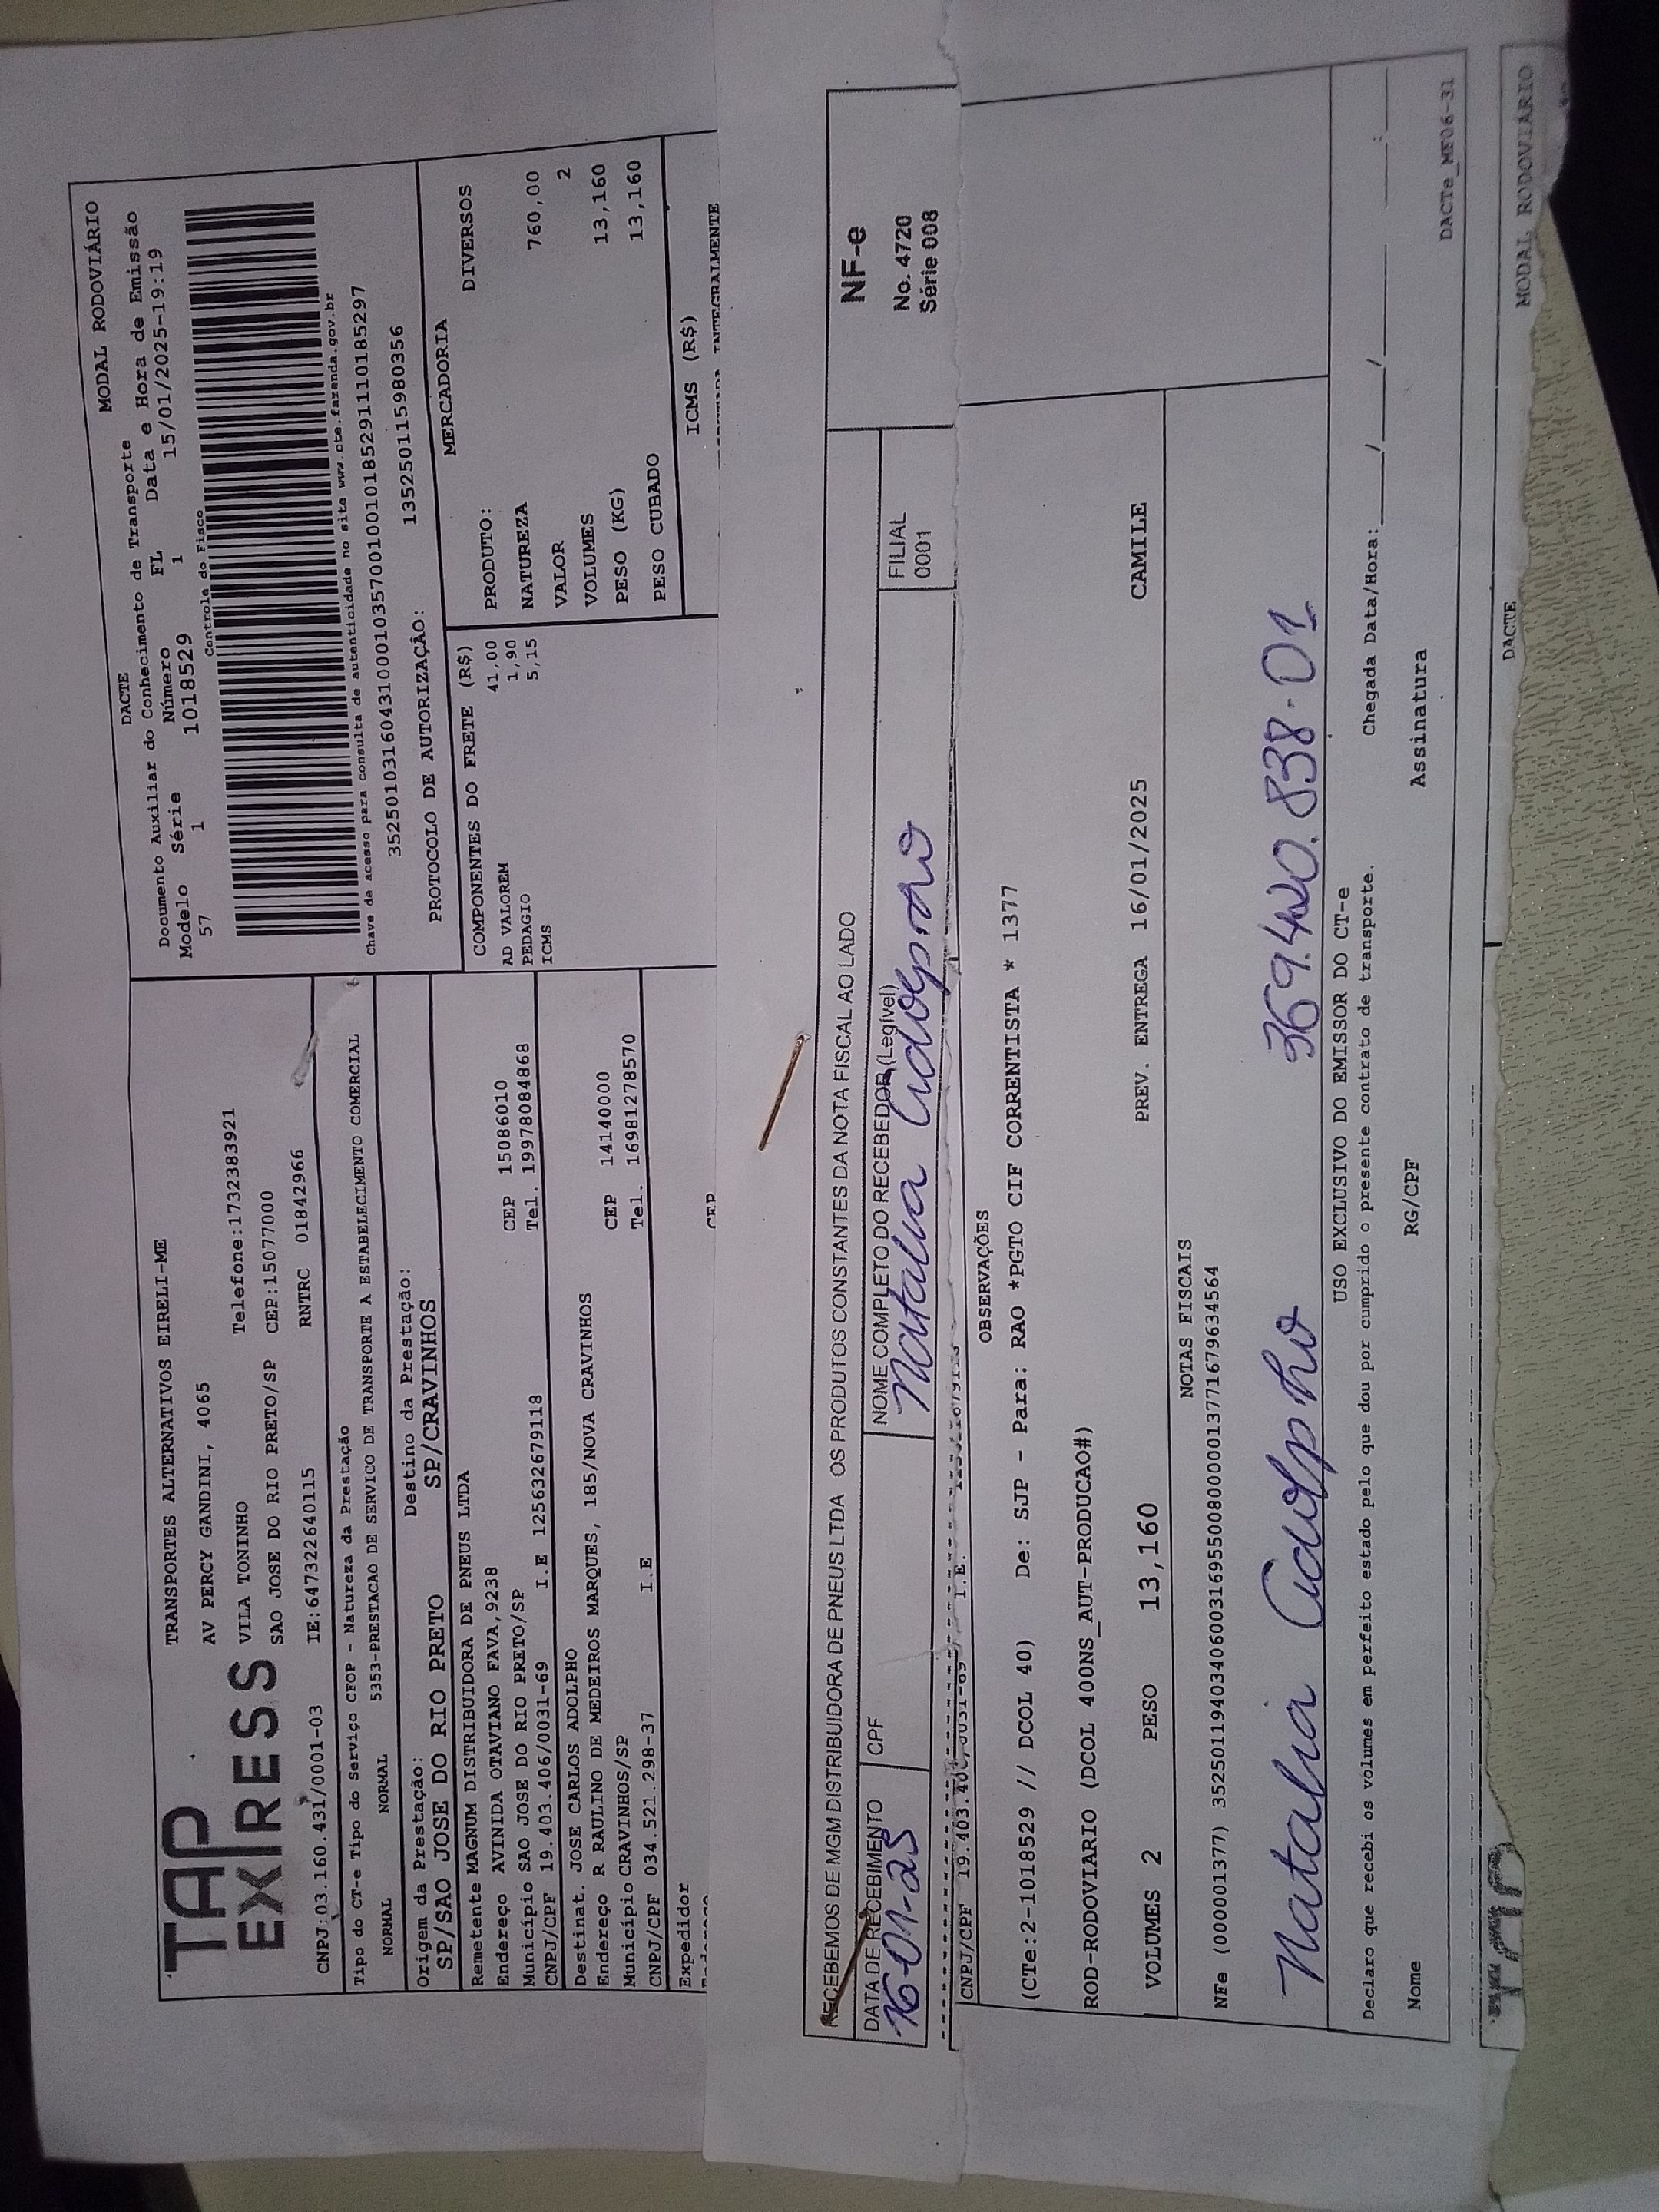 TAP
EXPRESS
TRANSPORTES ALTERNATIVOS EIRELI-ME
AV PERCY GANDINI, 4065
VILA TONINHO Telefone:1732383921
SAO JOSE DO RIO PRETO/SP CEP:15077000
CNPJ:03.160.431/0001-03 IE:647322640115 RNTRC 01842966
Tipo do CT-e Tipo do Serviço CFOP - Natureza da Prestação
NORMAL NORMAL 5353-PRESTACAO DE SERVICO DE TRANSPORTE A ESTABELECIMENTO COMERCIAL
Origem da Prestação: Destino da Prestação:
SP/SAO JOSE DO RIO PRETO SP/CRAVINHOS
Remetente MAGNUM DISTRIBUIDORA DE PNEUS LTDA
Endereço AVINIDA OTAVIANO FAVA,9238 CEP 15086010
Município SAO JOSE DO RIO PRETO/SP Tel. 19978084868
CNPJ/CPF 19.403.406/0031-69 I.E 125632679118
Destinat. JOSE CARLOS ADOLPHO
Endereço R RAULINO DE MEDEIROS MARQUES, 185/NOVA CRAVINHOS CEP 14140000
Município CRAVINHOS/SP Tel. 16981278570
CNPJ/CPF 034.521.298-37 I.E
Expedidor
CEP
DACTE MODAL RODOVIÁRIO
Documento Auxiliar do Conhecimento de Transporte
Modelo Série Número FL Data e Hora de Emissão
57 1 1018529 1 15/01/2025-19:19
Controle do Fisco
Chave de acesso para consulta de autenticidade no site www.cte.fazenda.gov.br
35250103160431000103570010010185291110185297
PROTOCOLO DE AUTORIZAÇÃO: 135250115980356
COMPONENTES DO FRETE (R$)
AD VALOREM 41,00
PEDAGIO 1,90
ICMS 5,15
MERCADORIA
PRODUTO: DIVERSOS
NATUREZA
VALOR 760,00
VOLUMES 2
PESO (KG) 13,160
PESO CUBADO 13,160
ICMS (R$)
INTEGRALMENTE
RECEBEMOS DE MGM DISTRIBUIDORA DE PNEUS LTDA OS PRODUTOS CONSTANTES DA NOTA FISCAL AO LADO
DATA DE RECEBIMENTO CPF NOME COMPLETO DO RECEBEDOR (Legível) FILIAL
16-01-25 Natalia Adolpho 0001
NF-e
No. 4720
Série 008
CNPJ/CPF 19.403.406/0031-69 I.E.
OBSERVAÇÕES
(CTe:2-1018529 // DCOL 40) De: SJP - Para: RAO *PGTO CIF CORRENTISTA * 1377
ROD-RODOVIARIO (DCOL 400NS_AUT-PRODUCAO#)
VOLUMES 2 PESO 13,160 PREV. ENTREGA 16/01/2025 CAMILE
NOTAS FISCAIS
NFe (000001377) 35250119403406003169550080000013771679634564
Natalia Adolpho 369.420.838-01
USO EXCLUSIVO DO EMISSOR DO CT-e
Declaro que recebi os volumes em perfeito estado pelo que dou por cumprido o presente contrato de transporte. Chegada Data/Hora: ___/___/___ ___:___
Nome RG/CPF Assinatura
DACTe_MF06-31
DACTE MODAL RODOVIÁRIO